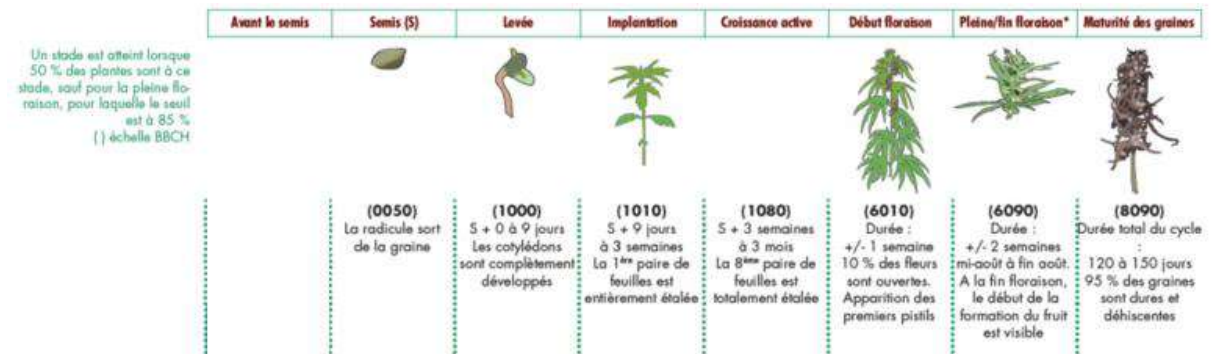 Avant le semis
Semis (S)
Levée
Implantation
Croissance active
Début floraison
Pleine/fin floraison*
Maturité des graines
Un stade est atteint lorsque
50 % des plantes sont à ce
stade, sauf pour la pleine flo-
raison, pour laquelle le seuil
est à 85 %
( ) échelle BBCH
(0050)
La radicule sort
de la graine
(1000)
S + 0 à 9 jours
Les cotylédons
sont complètement
développés
(1010)
S + 9 jours
à 3 semaines
La 1ère paire de
feuilles est
entièrement étalée
(1080)
S + 3 semaines
à 3 mois
La 8ème paire de
feuilles est
totalement étalée
(6010)
Durée :
+/- 1 semaine
10 % des fleurs
sont ouvertes.
Apparition des
premiers pistils
(6090)
Durée :
+/- 2 semaines
mi-août à fin août.
A la fin floraison,
le début de la
formation du fruit
est visible
(8090)
Durée total du cycle
:
120 à 150 jours
95 % des graines
sont dures et
déhiscentes